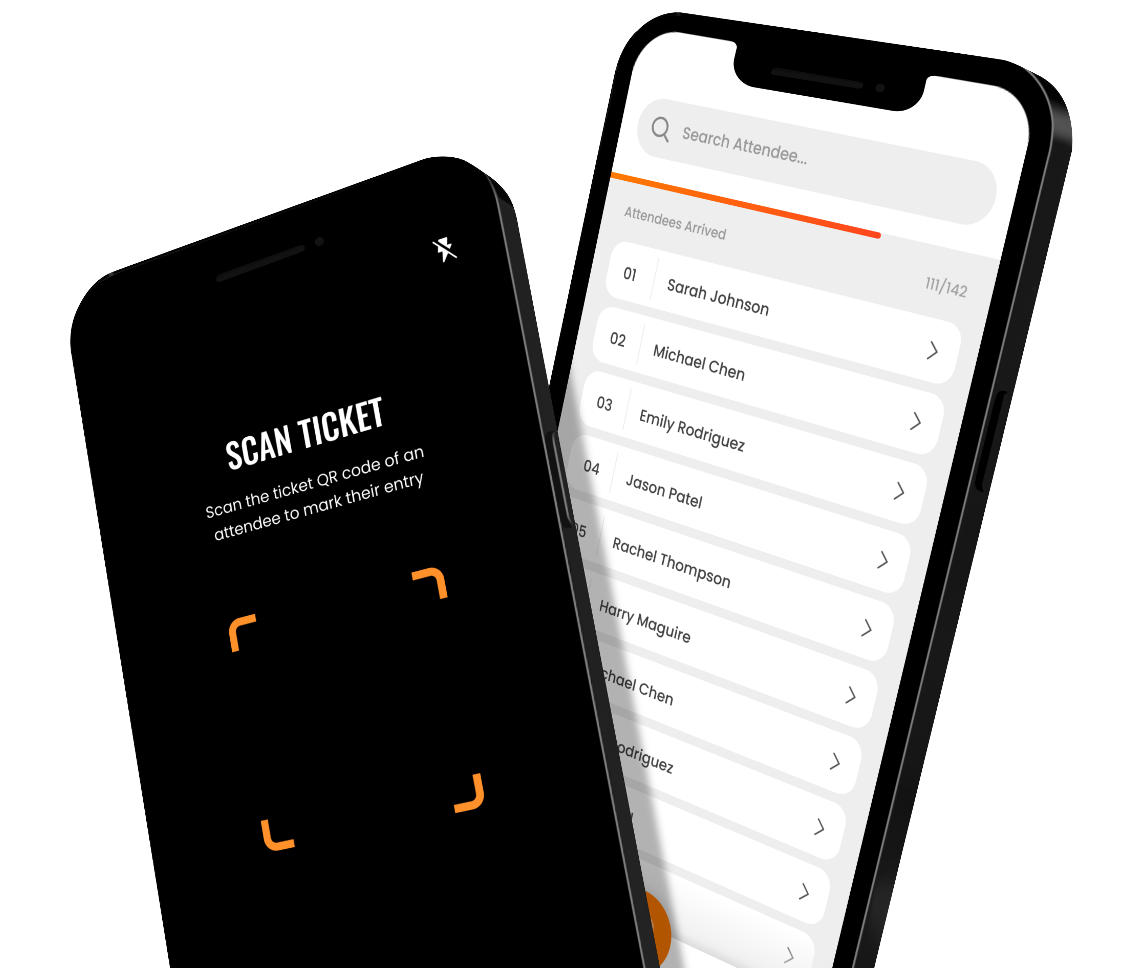 SCAN TICKET
Scan the ticket QR code of an
attendee to mark their entry
Search Attendee...
Attendees Arrived
111/142
01 Sarah Johnson
02 Michael Chen
03 Emily Rodriguez
04 Jason Patel
05 Rachel Thompson
Harry Maguire
chael Chen
odriguez